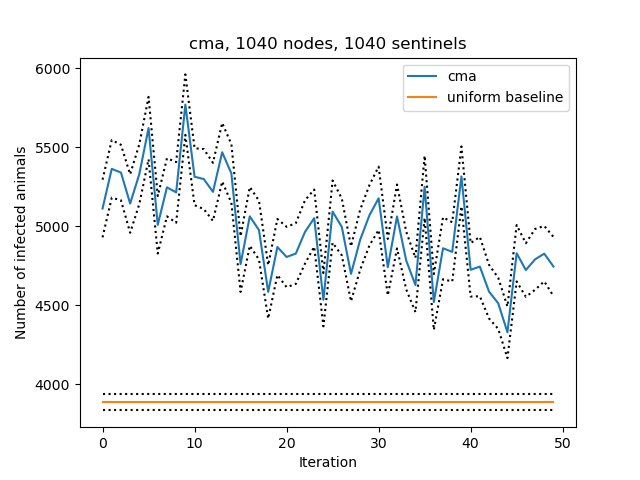 cma, 1040 nodes, 1040 sentinels
6000
5500
5000
4500
4000
Number of infected animals
cma
uniform baseline
0
10
20
30
40
50
Iteration